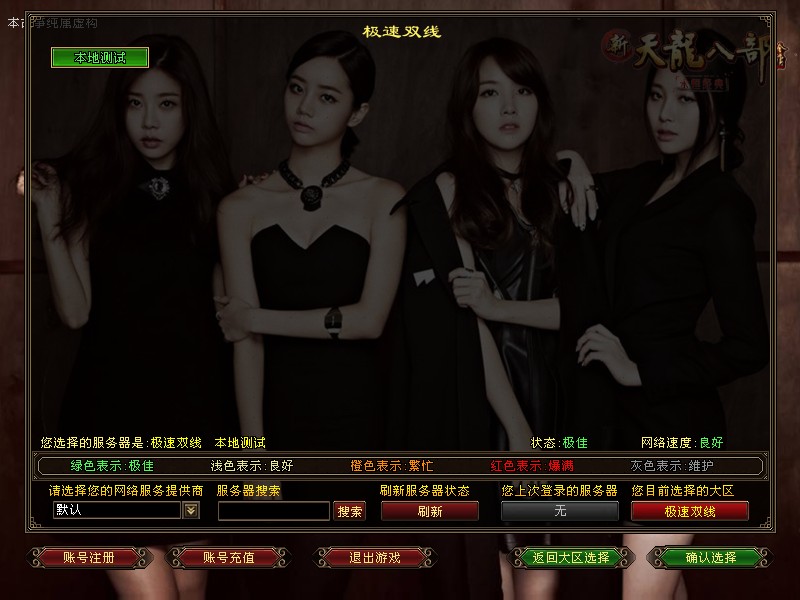 极速双线
本地测试
新天龍八部
您选择的服务器是:极速双线 本地测试 状态:极佳 网络速度:良好
绿色表示:极佳 浅色表示:良好 橙色表示:繁忙 红色表示:爆满 灰色表示:维护
请选择您的网络服务提供商 服务器搜索 刷新服务器状态 您上次登录的服务器 您目前选择的大区
默认 搜索 刷新 无 极速双线
账号注册 账号充值 退出游戏 返回大区选择 确认选择